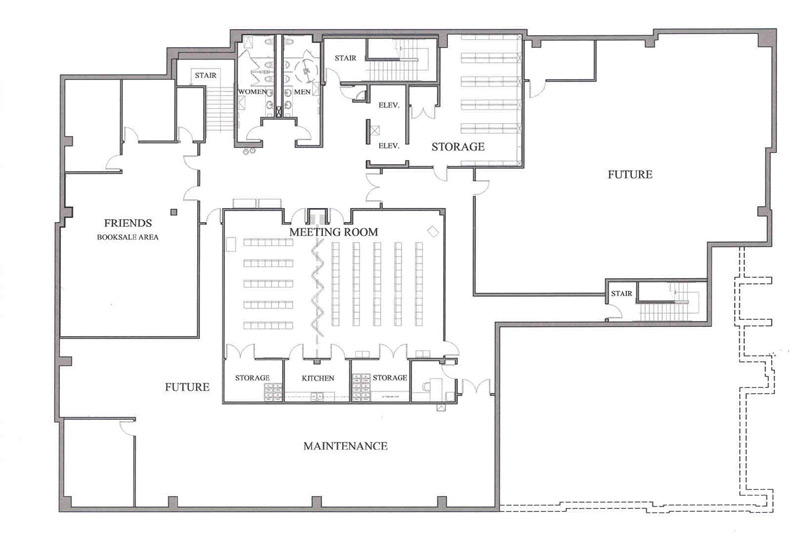 STAIR
STAIR
WOMEN
MEN
ELEV.
ELEV.
STORAGE
FUTURE
FRIENDS
BOOKSALE AREA
MEETING ROOM
STAIR
STORAGE
KITCHEN
STORAGE
FUTURE
MAINTENANCE